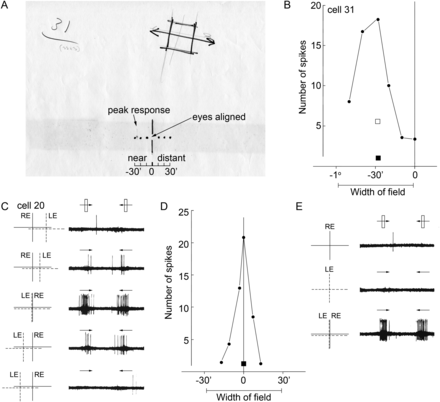 A
31
peak response
eyes aligned
near
distant
-30'
0
30'
B
cell 31
Number of spikes
20
15
10
5
-1°
-30'
0
Width of field
C
cell 20
RE
LE
RE
LE
LE
RE
LE
RE
LE
RE
D
Number of spikes
25
20
15
10
5
-30'
0
30'
Width of field
E
RE
LE
LE
RE